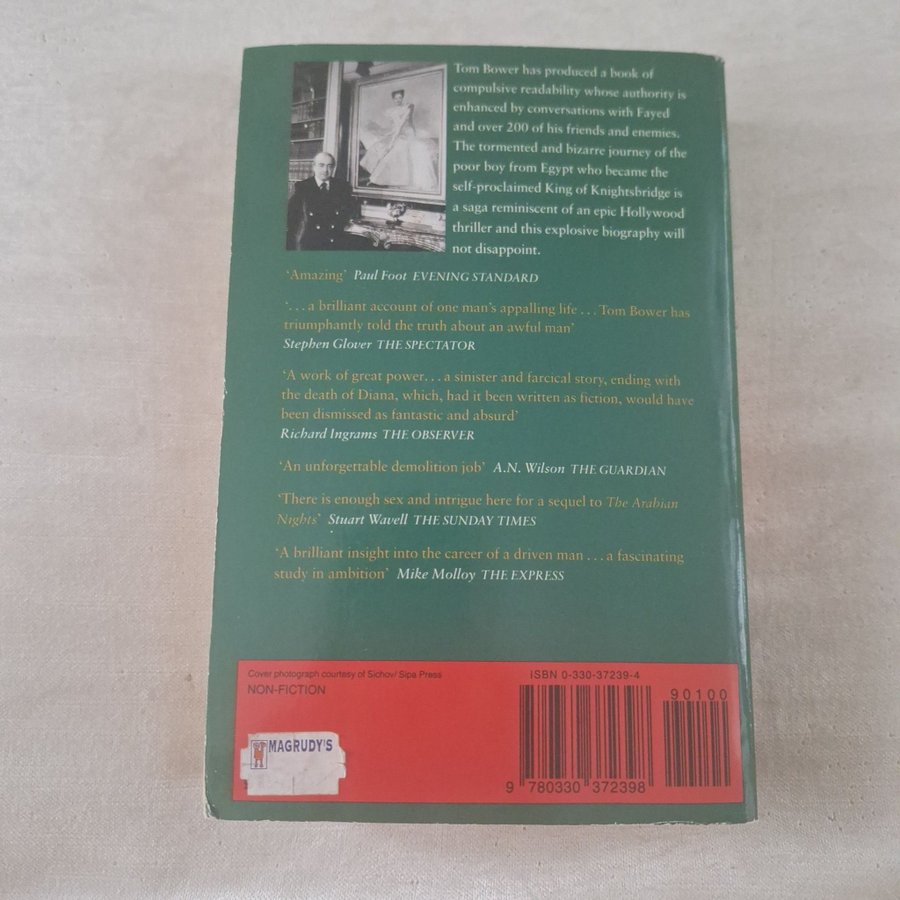 Tom Bower has produced a book of
compulsive readability whose authority is
enhanced by conversations with Fayed
and over 200 of his friends and enemies.
The tormented and bizarre journey of the
poor boy from Egypt who became the
self-proclaimed King of Knightsbridge is
a saga reminiscent of an epic Hollywood
thriller and this explosive biography will
not disappoint.
‘Amazing’ Paul Foot EVENING STANDARD
‘. . . a brilliant account of one man’s appalling life . . . Tom Bower has
triumphantly told the truth about an awful man’
Stephen Glover THE SPECTATOR
‘A work of great power. . . a sinister and farcical story, ending with
the death of Diana, which, had it been written as fiction, would have
been dismissed as fantastic and absurd’
Richard Ingrams THE OBSERVER
‘An unforgettable demolition job’ A.N. Wilson THE GUARDIAN
‘There is enough sex and intrigue here for a sequel to The Arabian
Nights’ Stuart Wavell THE SUNDAY TIMES
‘A brilliant insight into the career of a driven man . . . a fascinating
study in ambition’ Mike Molloy THE EXPRESS
Cover photograph courtesy of Sichov/ Sipa Press
NON-FICTION
ISBN 0-330-37239-4
90100
9 780330 372398
MAGRUDY'S